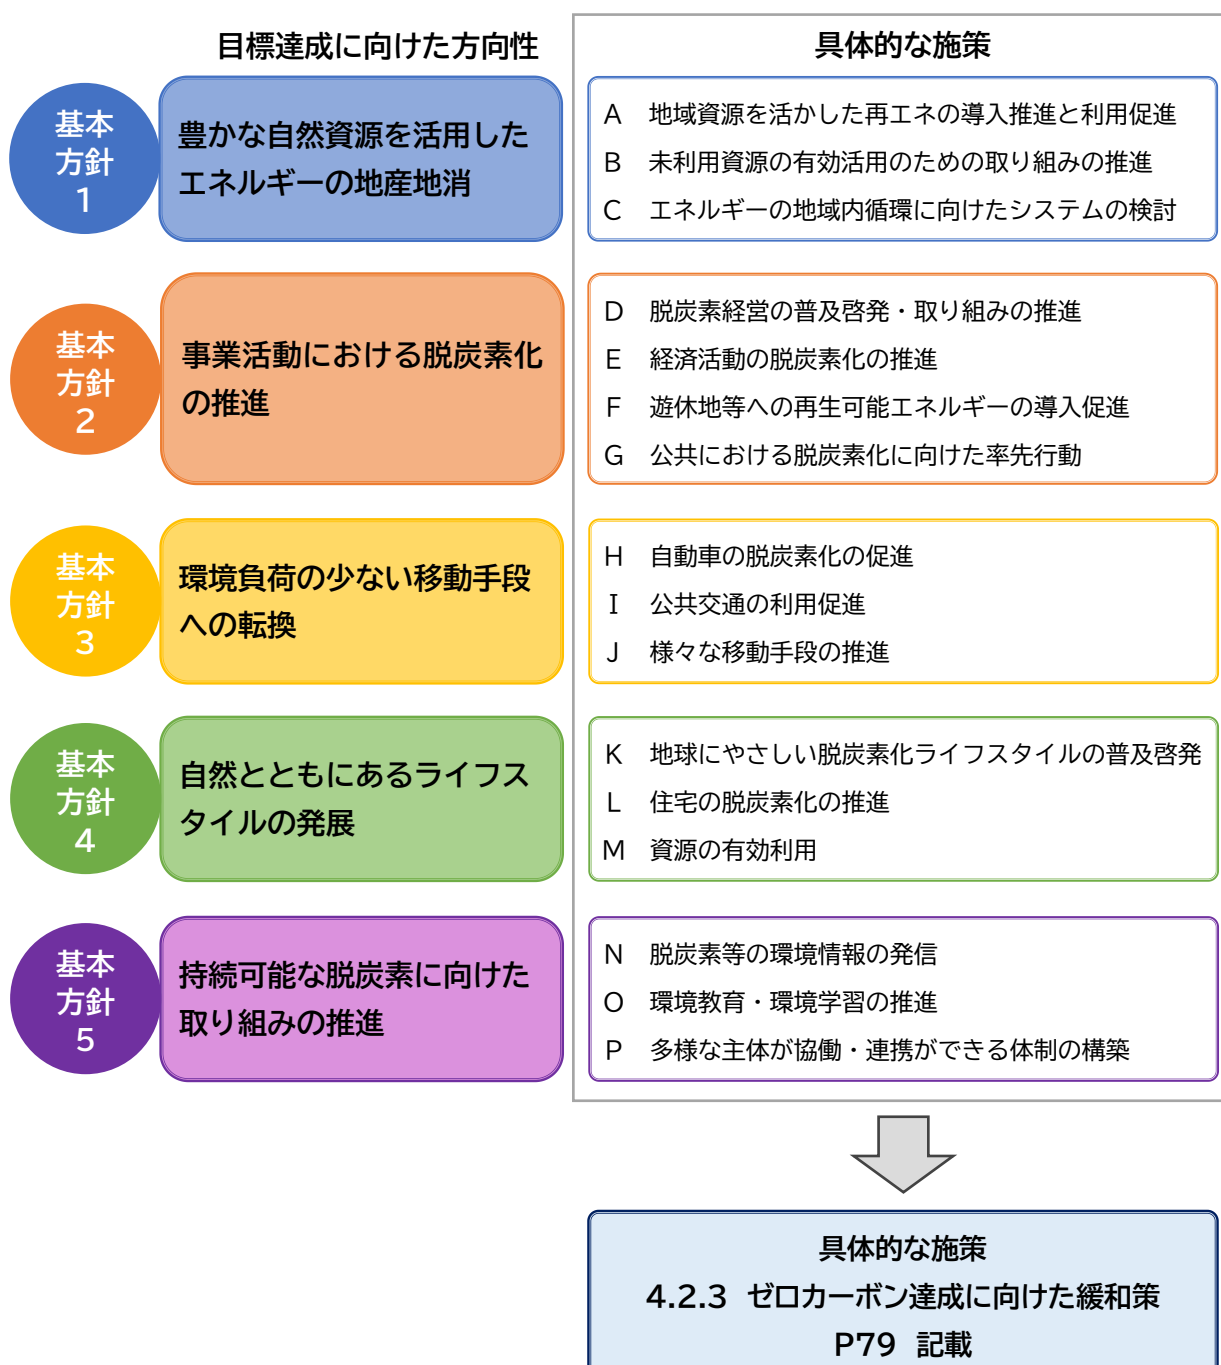 目標達成に向けた方向性
具体的な施策
基本
方針
1
豊かな自然資源を活用した
エネルギーの地産地消
A 地域資源を活かした再エネの導入推進と利用促進
B 未利用資源の有効活用のための取り組みの推進
C エネルギーの地域内循環に向けたシステムの検討
基本
方針
2
事業活動における脱炭素化
の推進
D 脱炭素経営の普及啓発・取り組みの推進
E 経済活動の脱炭素化の推進
F 遊休地等への再生可能エネルギーの導入促進
G 公共における脱炭素化に向けた率先行動
基本
方針
3
環境負荷の少ない移動手段
への転換
H 自動車の脱炭素化の促進
I 公共交通の利用促進
J 様々な移動手段の推進
基本
方針
4
自然とともにあるライフス
タイルの発展
K 地球にやさしい脱炭素化ライフスタイルの普及啓発
L 住宅の脱炭素化の推進
M 資源の有効利用
基本
方針
5
持続可能な脱炭素に向けた
取り組みの推進
N 脱炭素等の環境情報の発信
O 環境教育・環境学習の推進
P 多様な主体が協働・連携ができる体制の構築
具体的な施策
4.2.3 ゼロカーボン達成に向けた緩和策
P79 記載